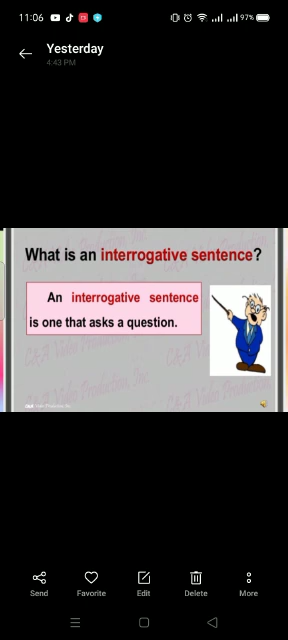 11:06
97%
Yesterday
4:43 PM
What is an interrogative sentence?
An interrogative sentence
is one that asks a question.
Send
Favorite
Edit
Delete
More